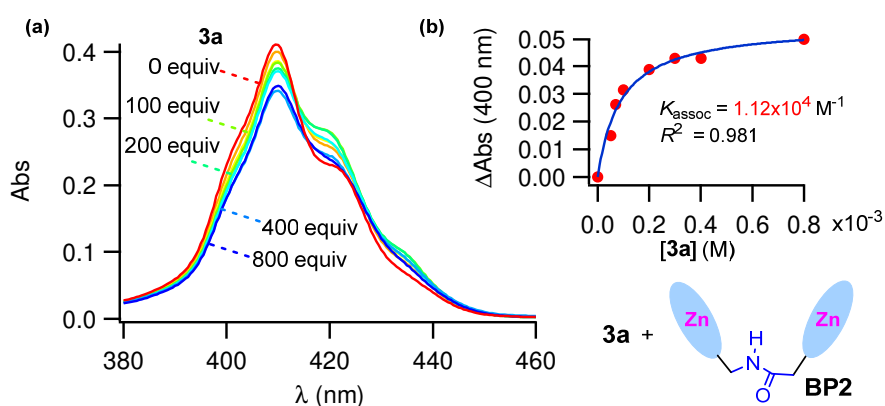 (a)
3a
0 equiv
100 equiv
200 equiv
400 equiv
800 equiv
Abs
0.4
0.3
0.2
0.1
0.0
380 400 420 440 460
λ (nm)
(b)
ΔAbs (400 nm)
0.05
0.04
0.03
0.02
0.01
0.00
Kassoc = 1.12x10⁴ M⁻¹
R² = 0.981
0.0 0.2 0.4 0.6 0.8 x10⁻³
[3a] (M)
3a +
Zn Zn
H
N
O
BP2